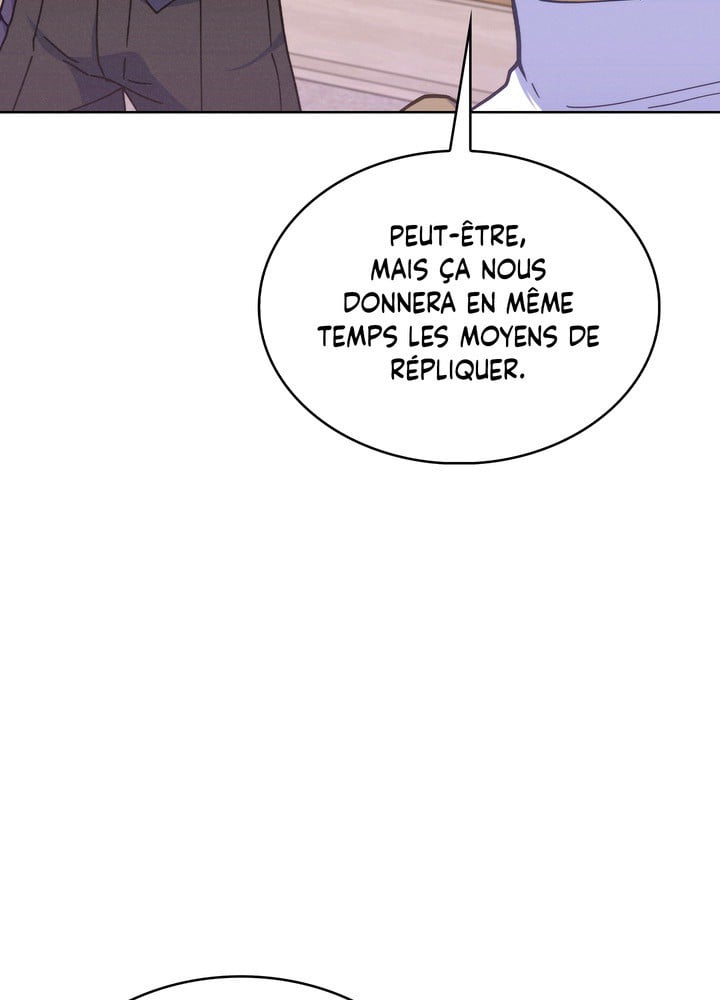 PEUT-ÊTRE,
MAIS ÇA NOUS
DONNERA EN MÊME
TEMPS LES MOYENS DE
RÉPLIQUER.